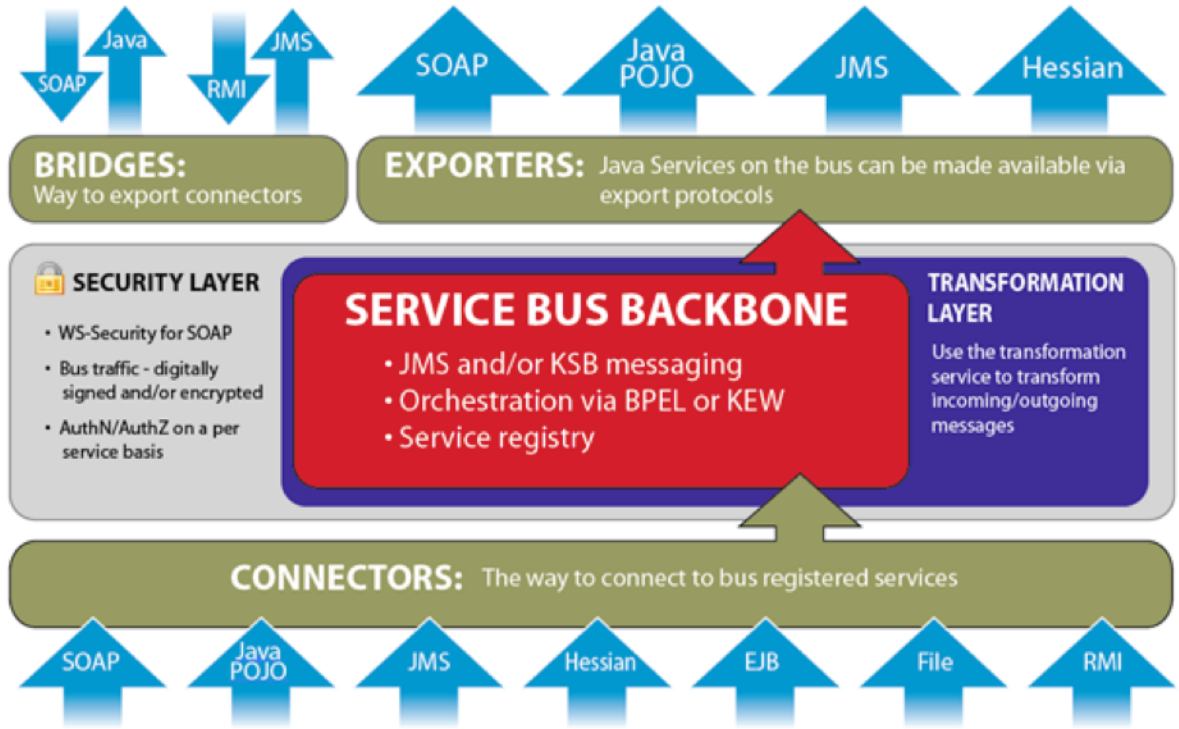 Java
JMS
SOAP
RMI
SOAP
Java
POJO
JMS
Hessian
BRIDGES:
Way to export connectors
EXPORTERS: Java Services on the bus can be made available via
export protocols
SECURITY LAYER
• WS-Security for SOAP
• Bus traffic - digitally
signed and/or encrypted
• AuthN/AuthZ on a per
service basis
SERVICE BUS BACKBONE
• JMS and/or KSB messaging
• Orchestration via BPEL or KEW
• Service registry
TRANSFORMATION
LAYER
Use the transformation
service to transform
incoming/outgoing
messages
CONNECTORS: The way to connect to bus registered services
SOAP
Java
POJO
JMS
Hessian
EJB
File
RMI